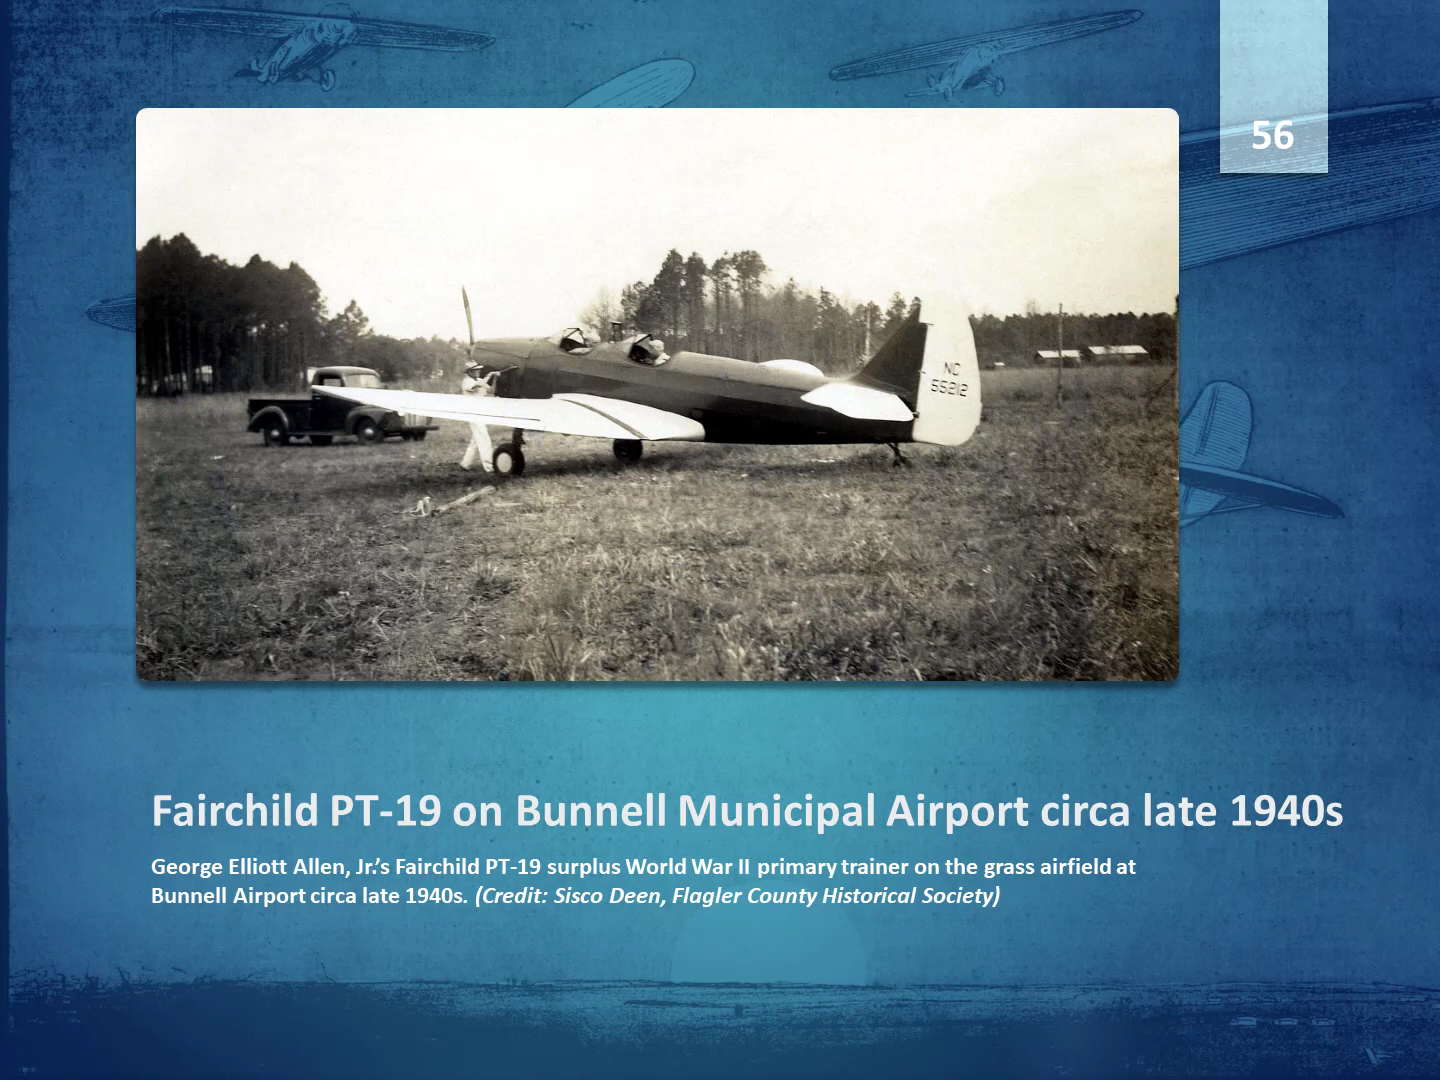 56
NC
55212
Fairchild PT-19 on Bunnell Municipal Airport circa late 1940s
George Elliott Allen, Jr.'s Fairchild PT-19 surplus World War II primary trainer on the grass airfield at
Bunnell Airport circa late 1940s. (Credit: Sisco Deen, Flagler County Historical Society)